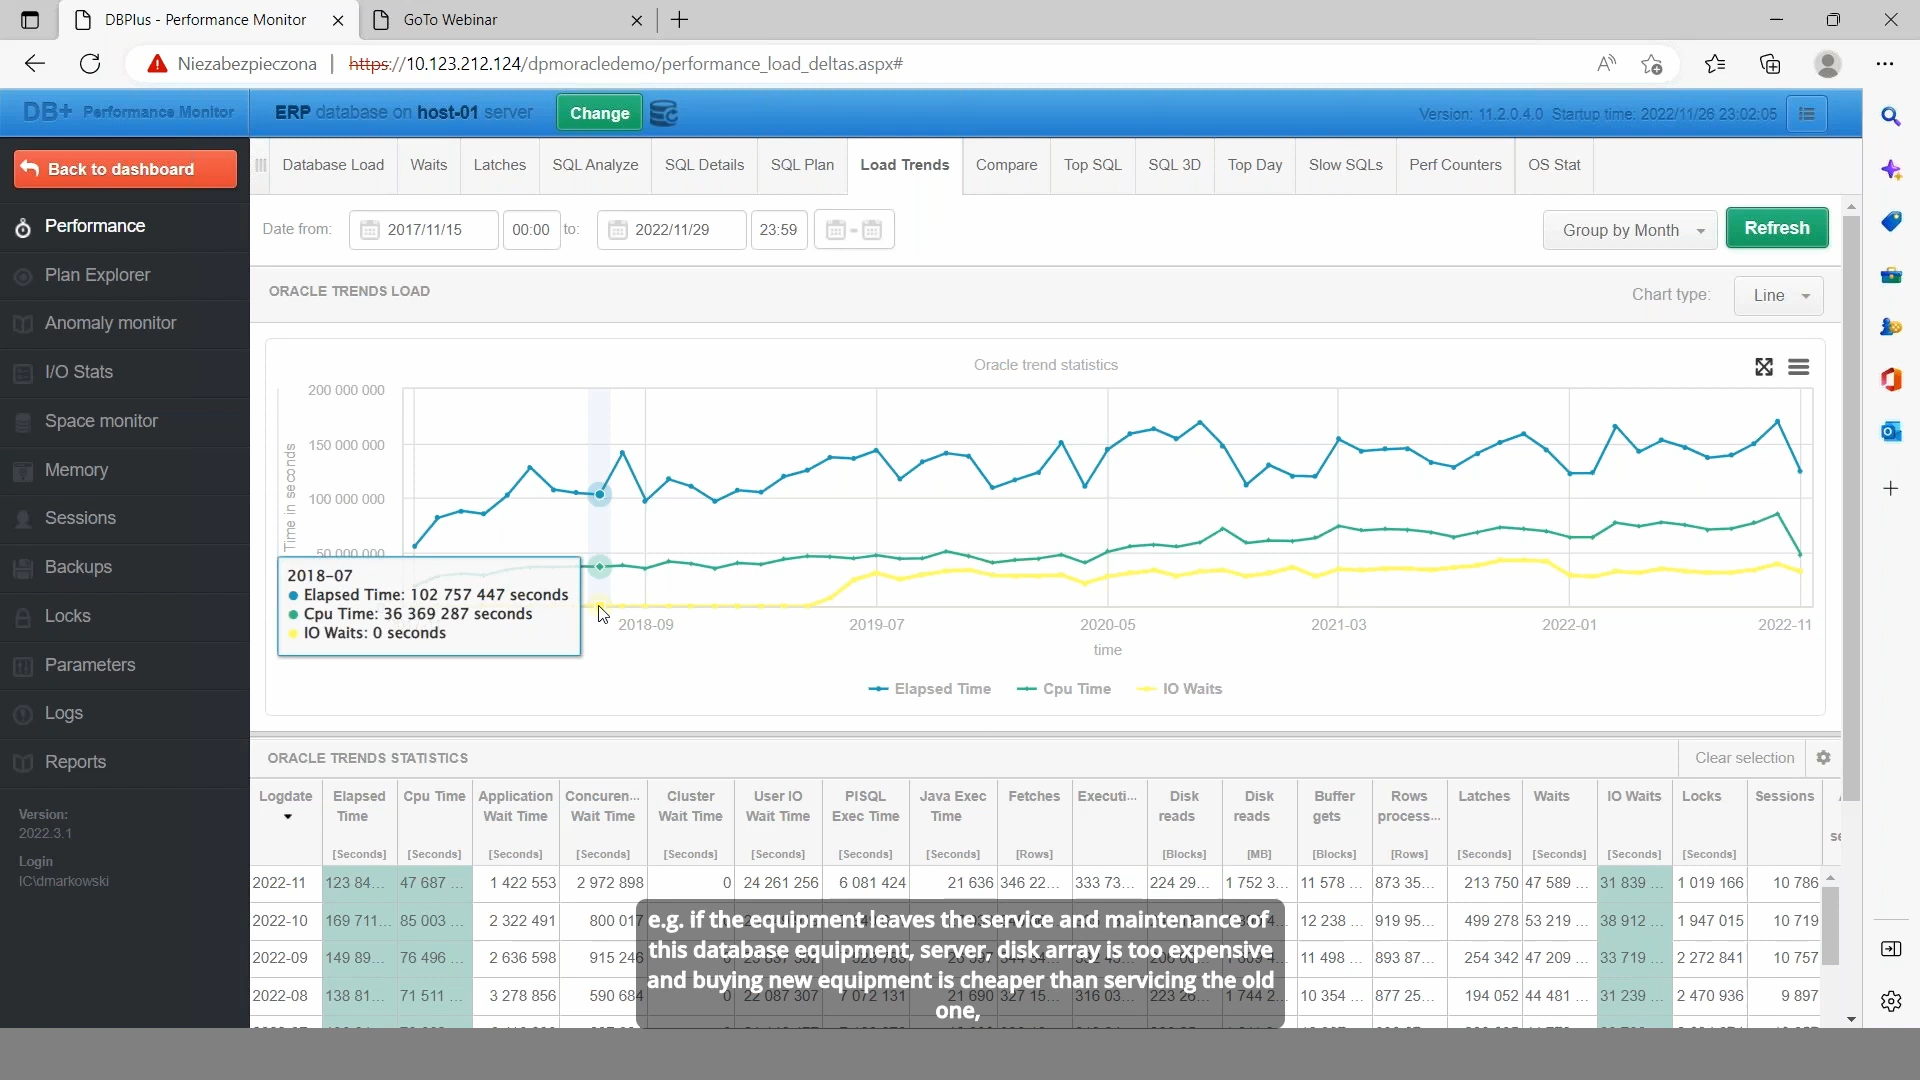 DBPlus - Performance Monitor
GoTo Webinar
Niezabezpieczona
https://10.123.212.124/dpmoracledemo/performance_load_deltas.aspx#
DB+ Performance Monitor
ERP database on host-01 server
Change
Version: 11.2.0.4.0 Startup time: 2022/11/26 23:02:05
Back to dashboard
Database Load
Waits
Latches
SQL Analyze
SQL Details
SQL Plan
Load Trends
Compare
Top SQL
SQL 3D
Top Day
Slow SQLs
Perf Counters
OS Stat
Performance
Plan Explorer
Anomaly monitor
I/O Stats
Space monitor
Memory
Sessions
Backups
Locks
Parameters
Logs
Reports
Version:
2022.3.1
Login
IC\dmarkowski
Date from: 2017/11/15 00:00 to: 2022/11/29 23:59
Group by Month
Refresh
ORACLE TRENDS LOAD
Chart type: Line
Oracle trend statistics
Time in seconds
200 000 000
150 000 000
100 000 000
50 000 000
2018-07
Elapsed Time: 102 757 447 seconds
Cpu Time: 36 369 287 seconds
IO Waits: 0 seconds
2018-09 2019-07 2020-05 2021-03 2022-01 2022-11
time
Elapsed Time Cpu Time IO Waits
ORACLE TRENDS STATISTICS
Clear selection
Logdate Elapsed Time Cpu Time Application Wait Time Concuren... Wait Time Cluster Wait Time User IO Wait Time PlSQL Exec Time Java Exec Time Fetches Executi... Disk reads Disk reads Buffer gets Rows process... Latches Waits IO Waits Locks Sessions
[Seconds] [Seconds] [Seconds] [Seconds] [Seconds] [Seconds] [Seconds] [Seconds] [Rows] [Blocks] [MB] [Blocks] [Rows] [Seconds] [Seconds] [Seconds] [Seconds]
2022-11 123 84... 47 687 ... 1 422 553 2 972 898 0 24 261 256 6 081 424 21 636 346 22... 333 73... 224 29... 1 752 3... 11 578 ... 873 35... 213 750 47 589 ... 31 839 ... 1 019 166 10 786
2022-10 169 711... 85 003 ... 2 322 491 800 017 12 238 ... 919 95... 499 278 53 219 ... 38 912 ... 1 947 015 10 719
2022-09 149 89... 76 496 ... 2 636 598 915 246 11 498 ... 893 87... 254 342 47 209 ... 33 719 ... 2 272 841 10 757
2022-08 138 81... 71 511 ... 3 278 856 590 684 10 354 ... 877 25... 194 052 44 481 ... 31 239 ... 2 470 936 9 897
e.g. if the equipment leaves the service and maintenance of
this database equipment, server, disk array is too expensive
and buying new equipment is cheaper than servicing the old
one,